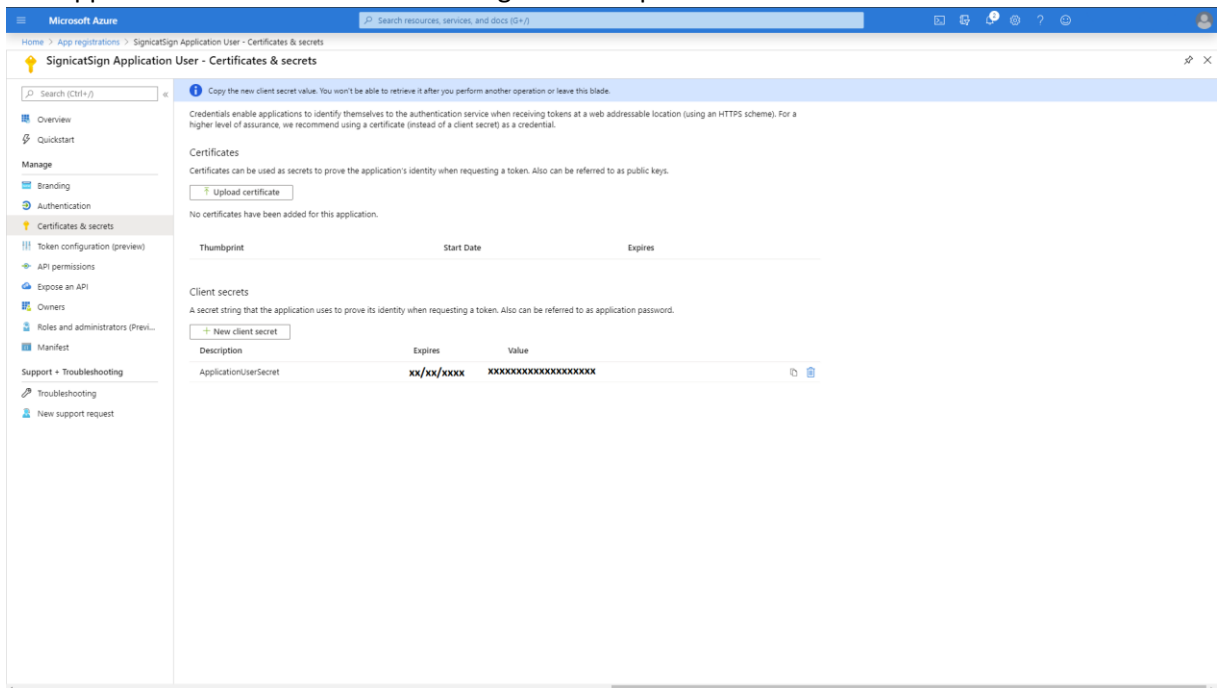 Microsoft Azure
Search resources, services, and docs (G+/)
2
Home > App registrations > SignicatSign Application User - Certificates & secrets
SignicatSign Application User - Certificates & secrets
Search (Ctrl+/)
Overview
Quickstart
Manage
Branding
Authentication
Certificates & secrets
Token configuration (preview)
API permissions
Expose an API
Owners
Roles and administrators (Previ...
Manifest
Support + Troubleshooting
Troubleshooting
New support request
Copy the new client secret value. You won't be able to retrieve it after you perform another operation or leave this blade.
Credentials enable applications to identify themselves to the authentication service when receiving tokens at a web addressable location (using an HTTPS scheme). For a
higher level of assurance, we recommend using a certificate (instead of a client secret) as a credential.
Certificates
Certificates can be used as secrets to prove the application's identity when requesting a token. Also can be referred to as public keys.
Upload certificate
No certificates have been added for this application.
Thumbprint Start Date Expires
Client secrets
A secret string that the application uses to prove its identity when requesting a token. Also can be referred to as application password.
+ New client secret
Description Expires Value
ApplicationUserSecret xx/xx/xxxx xxxxxxxxxxxxxxxxxxx